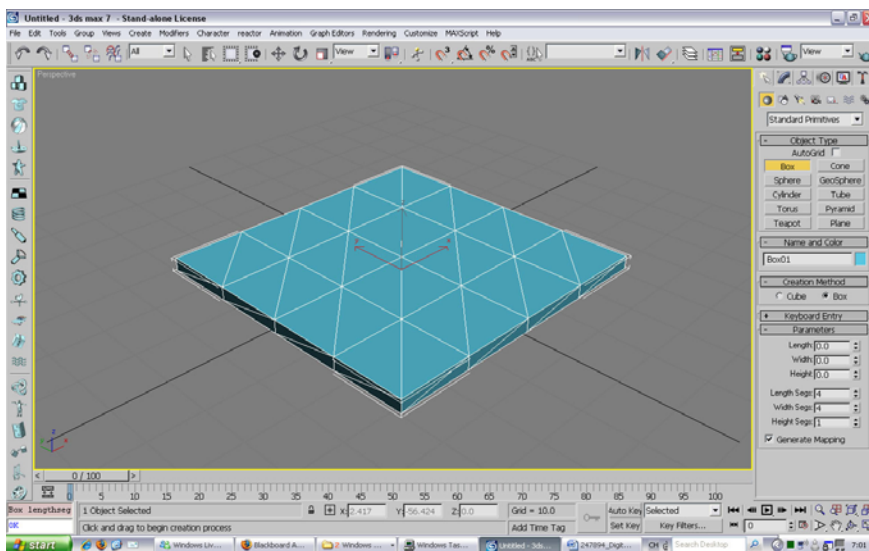 Untitled - 3ds max 7 - Stand-alone License
File Edit Tools Group Views Create Modifiers Character reactor Animation Graph Editors Rendering Customize MAXScript Help
All View View
Perspective
Standard Primitives
- Object Type
AutoGrid
Box Cone
Sphere GeoSphere
Cylinder Tube
Torus Pyramid
Teapot Plane
- Name and Color
Box01
- Creation Method
Cube Box
+ Keyboard Entry
- Parameters
Length: 0.0
Width: 0.0
Height: 0.0
Length Segs: 4
Width Segs: 4
Height Segs: 1
Generate Mapping
z x
0 / 100
0 5 10 15 20 25 30 35 40 45 50 55 60 65 70 75 80 85 90 95 100
Box lengthseg 1 Object Selected X: 2.417 Y: -56.424 Z: 0.0 Grid = 10.0 Auto Key Selected
OK Click and drag to begin creation process Add Time Tag Set Key Key Filters... 0
start Windows Liv... Blackboard A... 2 Windows ... Windows Tas... Untitled - 3ds... 247894_Digit... CH Search Desktop 7:01